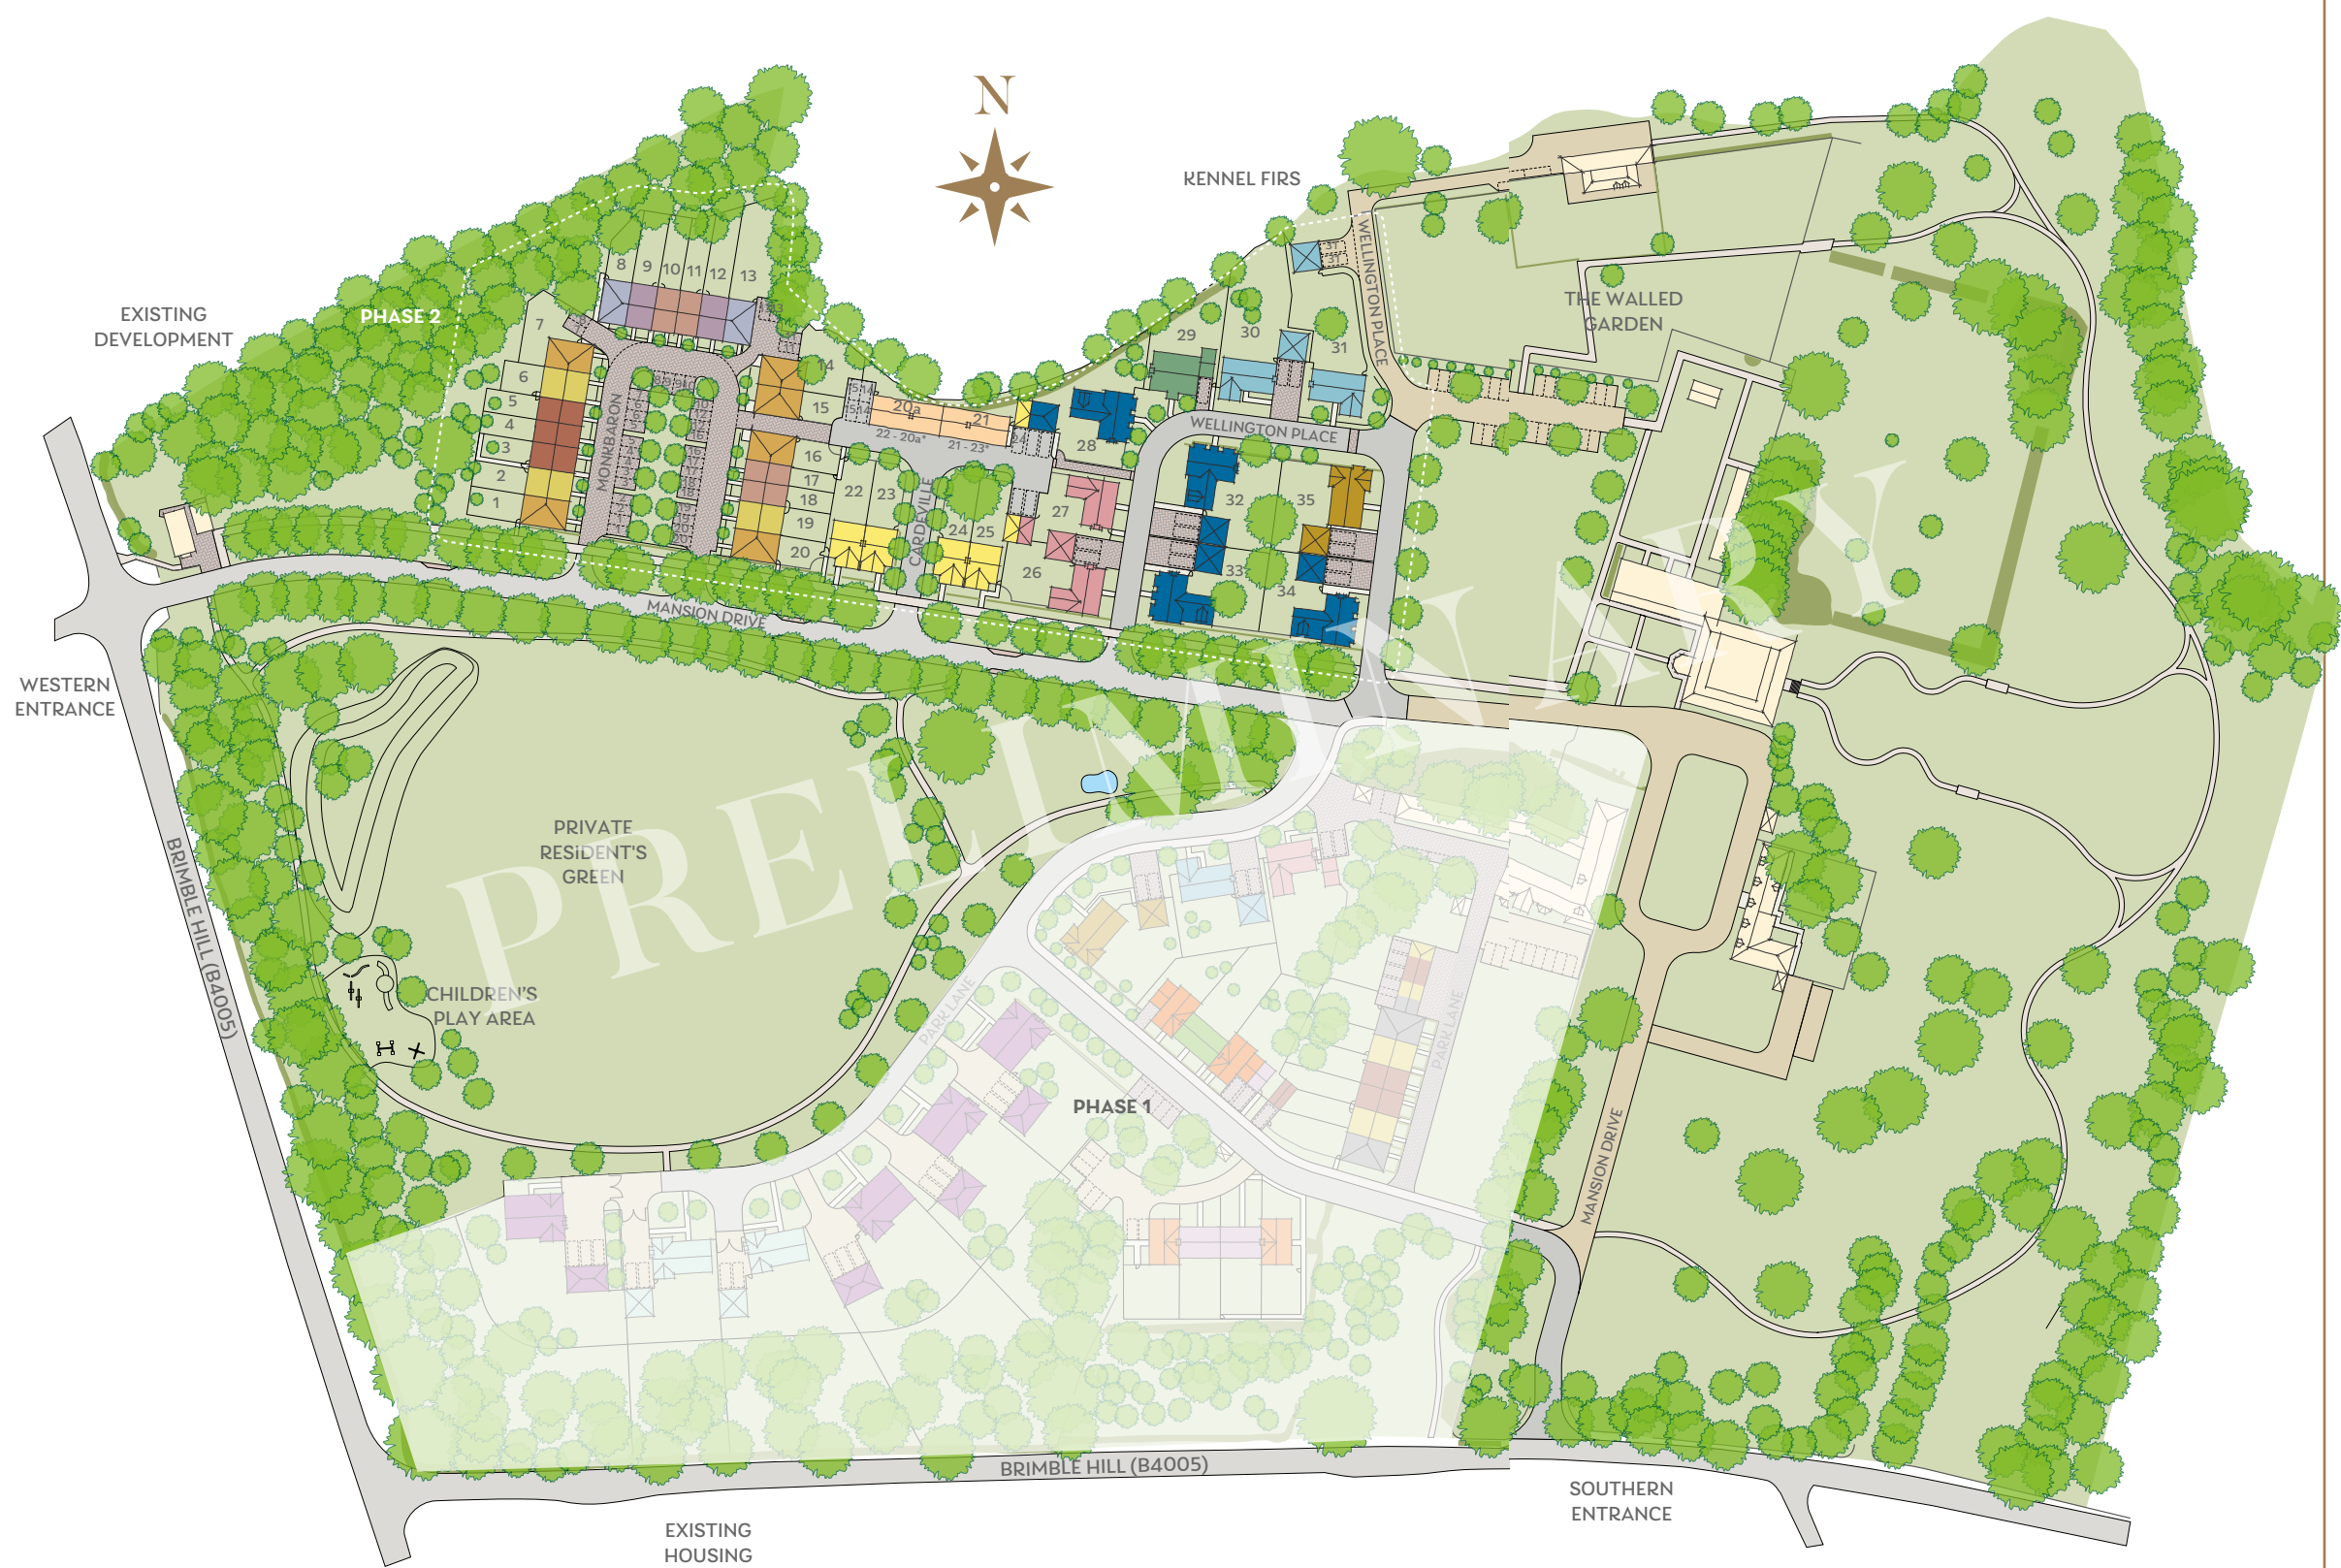 N
KENNEL FIRS
EXISTING
DEVELOPMENT
PHASE 2
THE WALLED
GARDEN
WELLINGTON PLACE
31
31
8
9
10
11
12
13
7
6
5
4
3
2
1
MONKBARON
14
15
16
17
18
19
20
20a
21
22 - 20a*
21 - 23*
22
23
24
24
25
CARDEVILLE
26
27
28
29
30
31
WELLINGTON PLACE
32
35
33
34
MANSION DRIVE
WESTERN
ENTRANCE
PRELIMINARY
PRIVATE
RESIDENT'S
GREEN
BRIMBLE HILL (B4005)
CHILDREN'S
PLAY AREA
PARK LANE
PARK LANE
PHASE 1
MANSION DRIVE
BRIMBLE HILL (B4005)
SOUTHERN
ENTRANCE
EXISTING
HOUSING